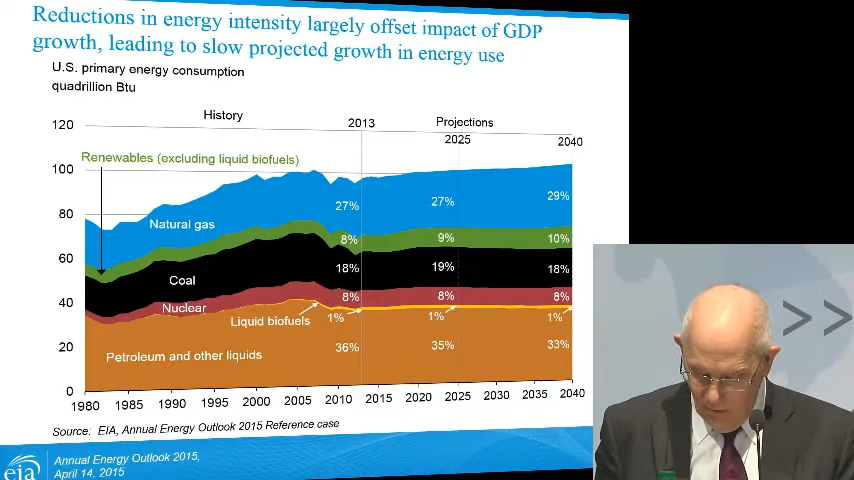 Reductions in energy intensity largely offset impact of GDP
growth, leading to slow projected growth in energy use
U.S. primary energy consumption
quadrillion Btu
History
2013
Projections
2025
2040
120
100
80
60
40
20
0
Renewables (excluding liquid biofuels)
Natural gas
Coal
Nuclear
Liquid biofuels
Petroleum and other liquids
27%
27%
29%
8%
9%
10%
18%
19%
18%
8%
8%
8%
1%
1%
1%
36%
35%
33%
1980
1985
1990
1995
2000
2005
2010
2015
2020
2025
2030
2035
2040
Source: EIA, Annual Energy Outlook 2015 Reference case
eia
Annual Energy Outlook 2015,
April 14, 2015
>>